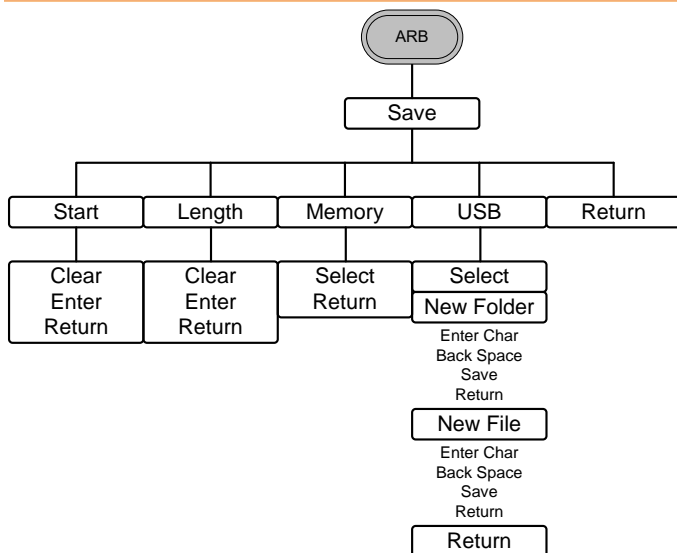 ARB
Save
Start
Length
Memory
USB
Return
Clear
Enter
Return
Clear
Enter
Return
Select
Return
Select
New Folder
Enter Char
Back Space
Save
Return
New File
Enter Char
Back Space
Save
Return
Return